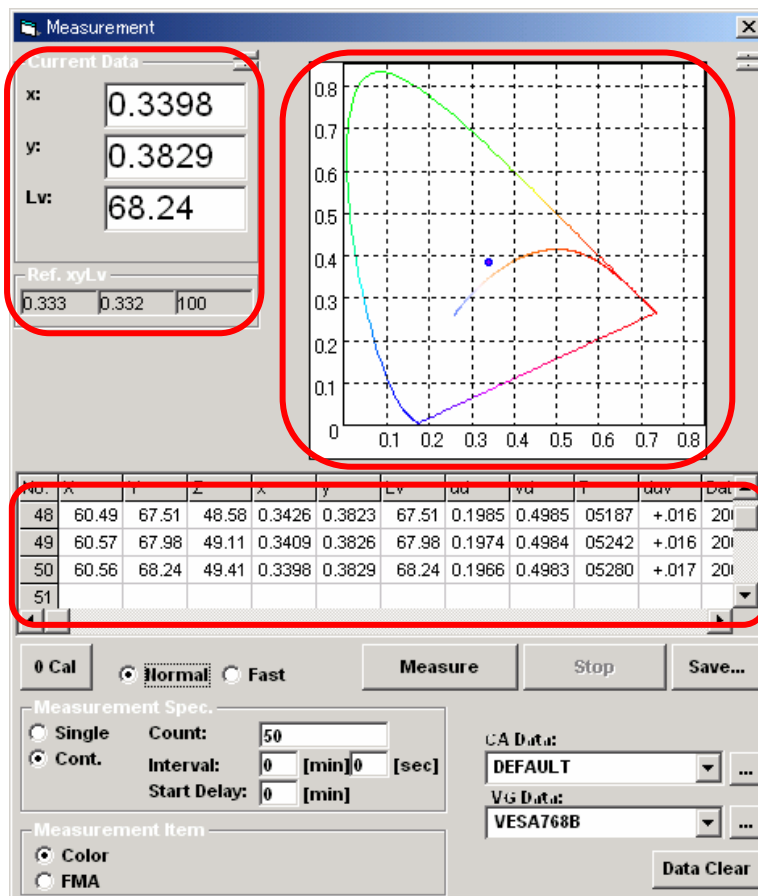 Measurement
Current Data
x: 0.3398
y: 0.3829
Lv: 68.24
Ref. xyLv
0.333 0.332 100
0.8
0.7
0.6
0.5
0.4
0.3
0.2
0.1
0
0.1 0.2 0.3 0.4 0.5 0.6 0.7 0.8
No. X Y Z x y Lv ud vd T duv Dat
48 60.49 67.51 48.58 0.3426 0.3823 67.51 0.1985 0.4985 05187 +.016 200
49 60.57 67.98 49.11 0.3409 0.3826 67.98 0.1974 0.4984 05242 +.016 200
50 60.56 68.24 49.41 0.3398 0.3829 68.24 0.1966 0.4983 05280 +.017 200
51
0 Cal Normal Fast Measure Stop Save...
Measurement Spec.
Single Count: 50
Cont. Interval: 0 [min] 0 [sec]
Start Delay: 0 [min]
CA Data:
DEFAULT ...
VG Data:
VESA768B ...
Measurement Item
Color
FMA
Data Clear